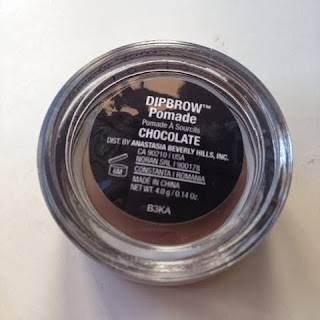 DIPBROW™
Pomade
Pomade À Sourcils
CHOCOLATE
DIST. BY ANASTASIA BEVERLY HILLS, INC.
CA 90210 / USA
NORAN SRL / 900178
6M
CONSTANTA / ROMANIA
MADE IN CHINA
NET WT. 4.0 g / 0.14 Oz.
B3KA